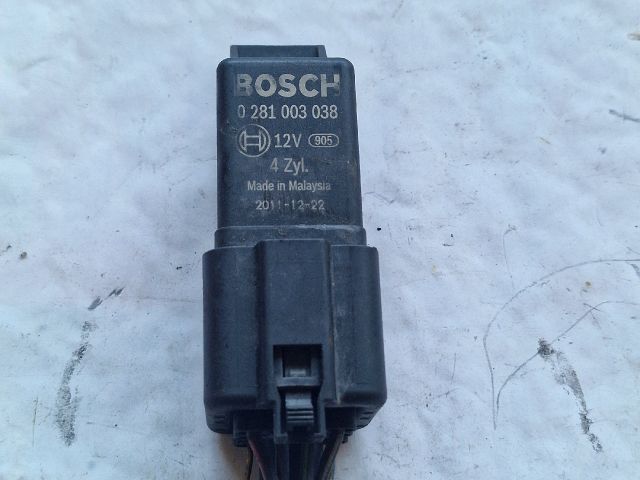 BOSCH
0 281 003 038
12V 905
4 Zyl.
Made in Malaysia
2011-12-22